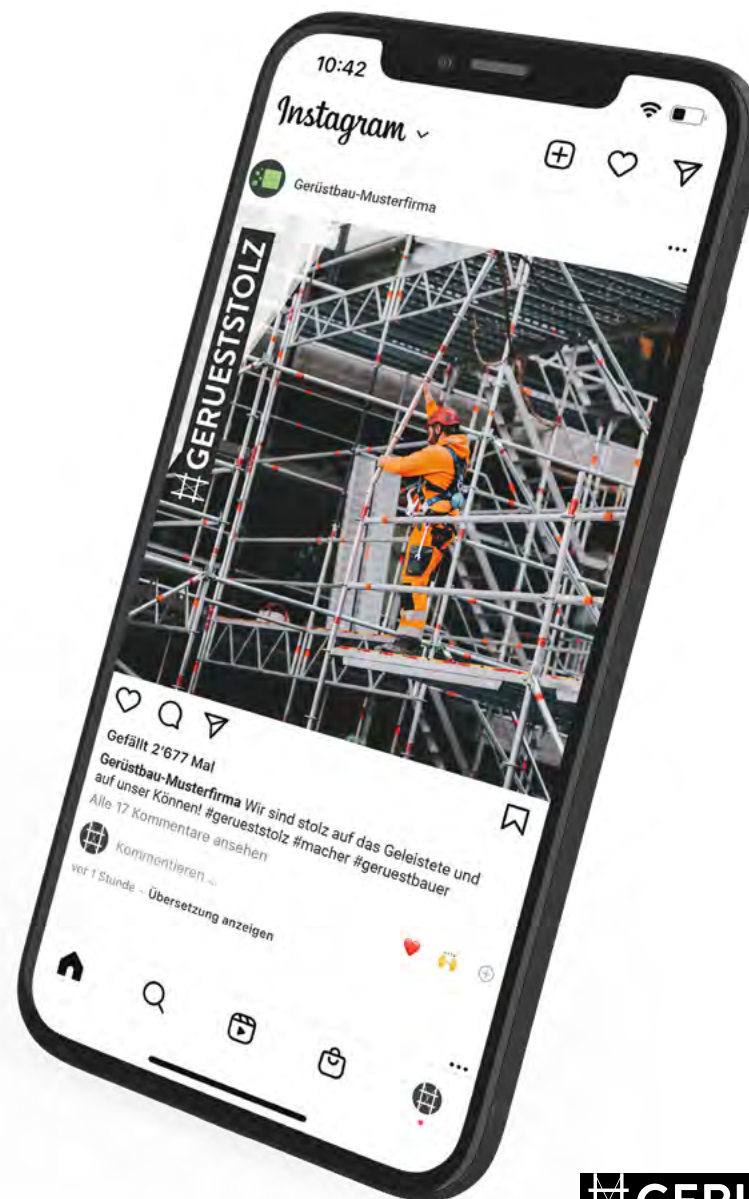 10:42
Instagram
Gerüstbau-Musterfirma
#GERUESTSTOLZ
Gefällt 2'677 Mal
Gerüstbau-Musterfirma Wir sind stolz auf das Geleistete und
auf unser Können! #gerueststolz #macher #geruestbauer
Alle 17 Kommentare ansehen
Kommentieren ...
vor 1 Stunde - Übersetzung anzeigen